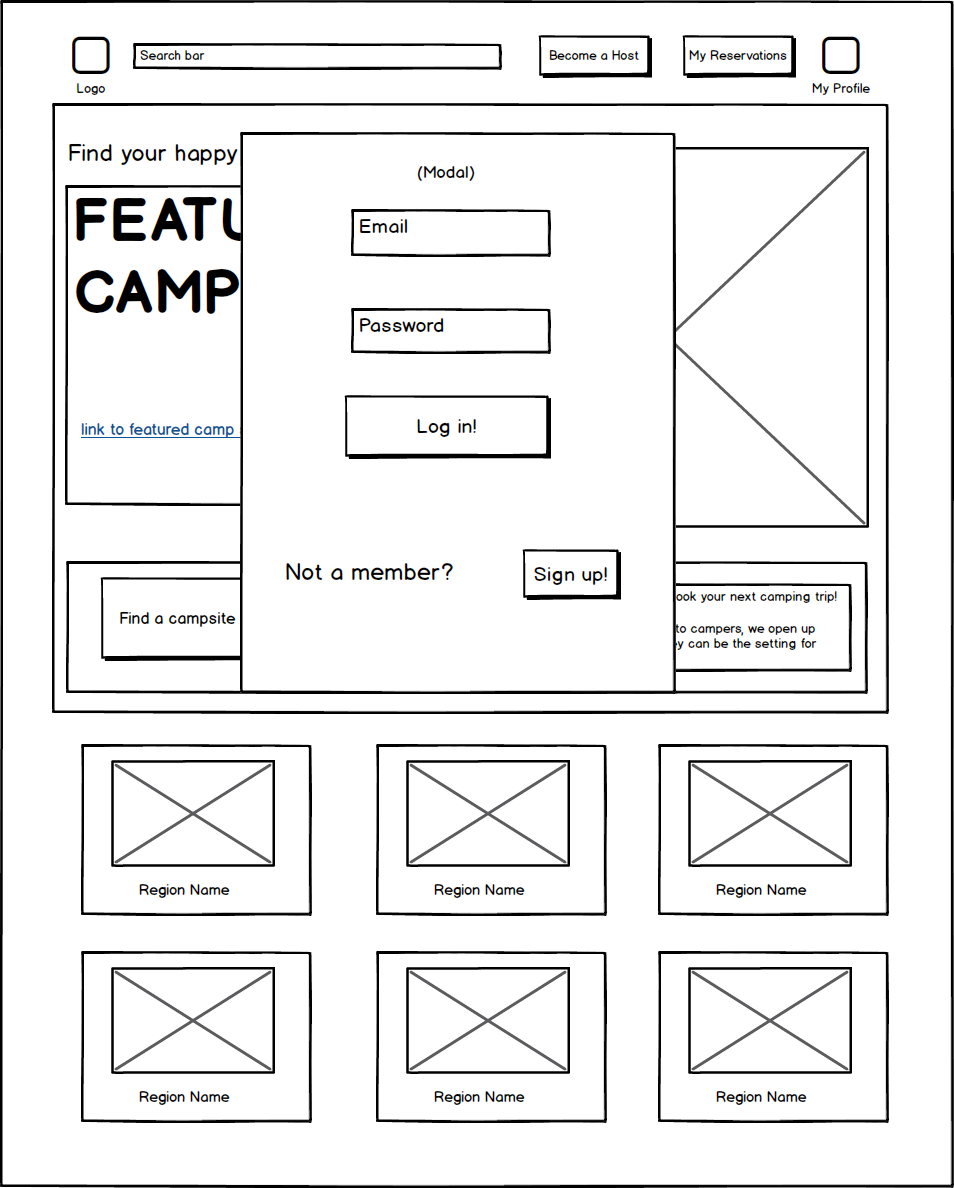 Search bar
Become a Host
My Reservations
Logo
My Profile
Find your happy
(Modal)
FEATU
CAMP
Email
Password
Log in!
link to featured camp
Not a member?
Sign up!
Find a campsite
ook your next camping trip!
to campers, we open up
y can be the setting for
Region Name
Region Name
Region Name
Region Name
Region Name
Region Name